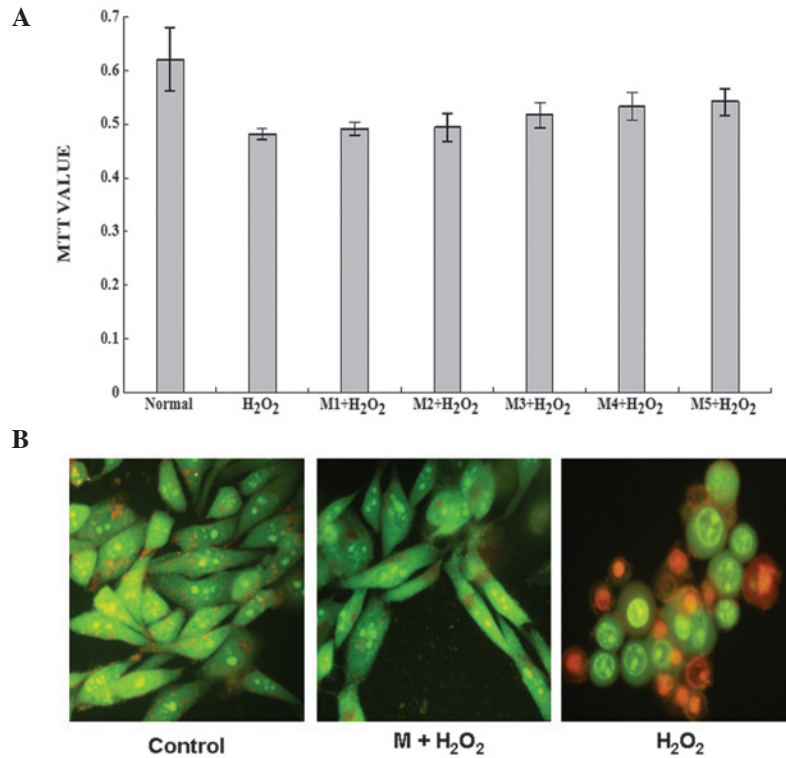 A
0.7
0.6
0.5
0.4
0.3
0.2
0.1
0
MTT VALUE
Normal H₂O₂ M1+H₂O₂ M2+H₂O₂ M3+H₂O₂ M4+H₂O₂ M5+H₂O₂
B
Control M + H₂O₂ H₂O₂